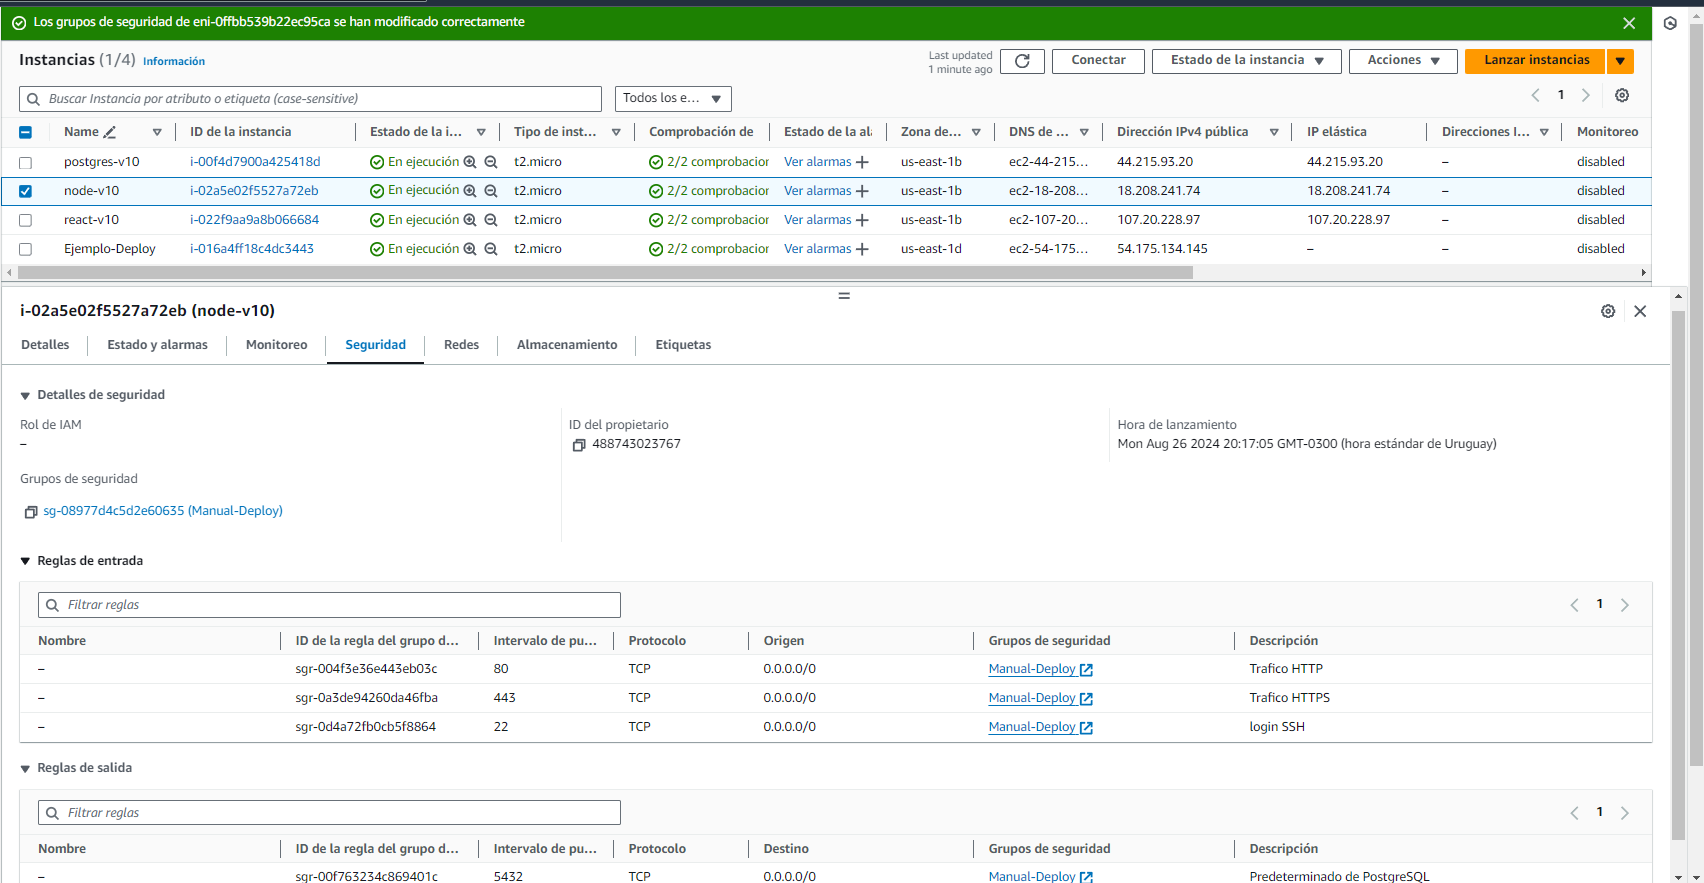 Los grupos de seguridad de eni-0ffbb539b22ec95ca se han modificado correctamente
Instancias (1/4) Información
Last updated
1 minute ago
Conectar
Estado de la instancia
Acciones
Lanzar instancias
Buscar Instancia por atributo o etiqueta (case-sensitive)
Todos los e...
1
Name ID de la instancia Estado de la i... Tipo de inst... Comprobación de Estado de la al Zona de... DNS de ... Dirección IPv4 pública IP elástica Direcciones I... Monitoreo
postgres-v10 i-00f4d7900a425418d En ejecución t2.micro 2/2 comprobacior Ver alarmas + us-east-1b ec2-44-215... 44.215.93.20 44.215.93.20 – disabled
node-v10 i-02a5e02f5527a72eb En ejecución t2.micro 2/2 comprobacior Ver alarmas + us-east-1b ec2-18-208... 18.208.241.74 18.208.241.74 – disabled
react-v10 i-022f9aa9a8b066684 En ejecución t2.micro 2/2 comprobacior Ver alarmas + us-east-1b ec2-107-20... 107.20.228.97 107.20.228.97 – disabled
Ejemplo-Deploy i-016a4ff18c4dc3443 En ejecución t2.micro 2/2 comprobacior Ver alarmas + us-east-1d ec2-54-175... 54.175.134.145 – – disabled
i-02a5e02f5527a72eb (node-v10)
Detalles Estado y alarmas Monitoreo Seguridad Redes Almacenamiento Etiquetas
Detalles de seguridad
Rol de IAM
–
ID del propietario
488743023767
Hora de lanzamiento
Mon Aug 26 2024 20:17:05 GMT-0300 (hora estándar de Uruguay)
Grupos de seguridad
sg-08977d4c5d2e60635 (Manual-Deploy)
Reglas de entrada
Filtrar reglas
1
Nombre ID de la regla del grupo d... Intervalo de pu... Protocolo Origen Grupos de seguridad Descripción
– sgr-004f3e36e443eb03c 80 TCP 0.0.0.0/0 Manual-Deploy Trafico HTTP
– sgr-0a3de94260da46fba 443 TCP 0.0.0.0/0 Manual-Deploy Trafico HTTPS
– sgr-0d4a72fb0cb5f8864 22 TCP 0.0.0.0/0 Manual-Deploy login SSH
Reglas de salida
Filtrar reglas
1
Nombre ID de la regla del grupo d... Intervalo de pu... Protocolo Destino Grupos de seguridad Descripción
– sgr-00f763234c869401c 5432 TCP 0.0.0.0/0 Manual-Deploy Predeterminado de PostgreSQL